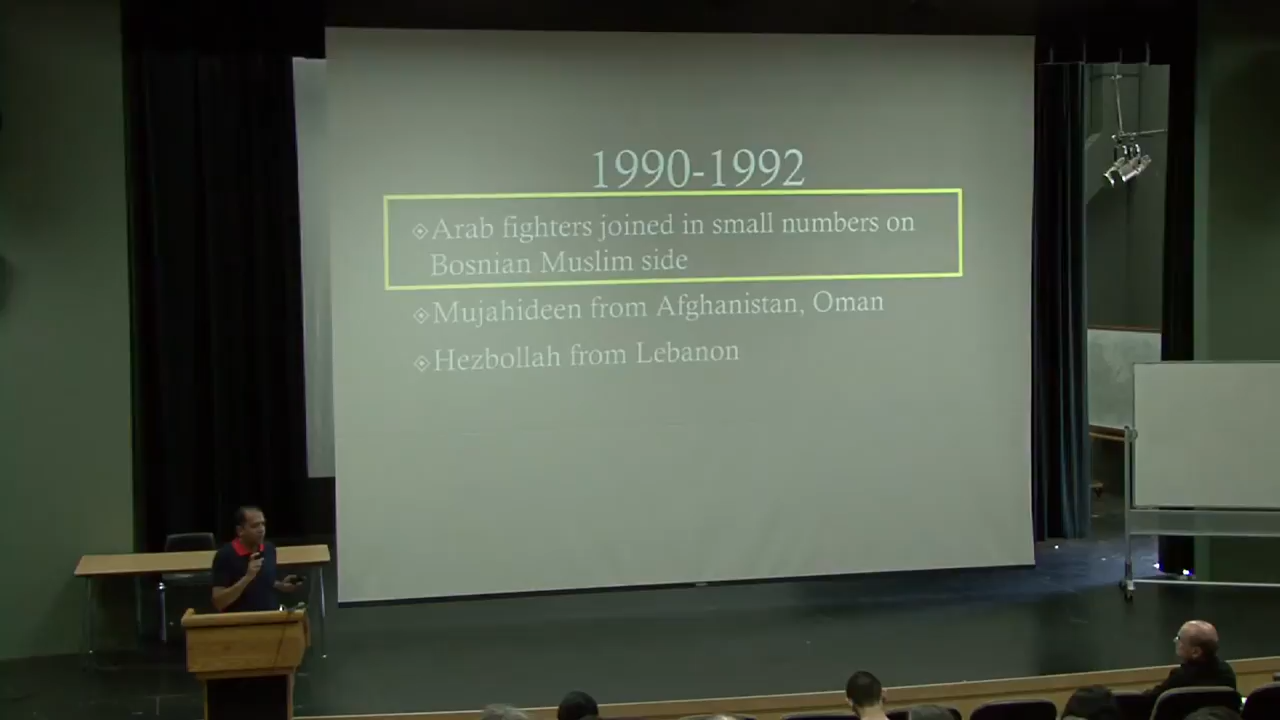 1990-1992
Arab fighters joined in small numbers on
Bosnian Muslim side
Mujahideen from Afghanistan, Oman
Hezbollah from Lebanon